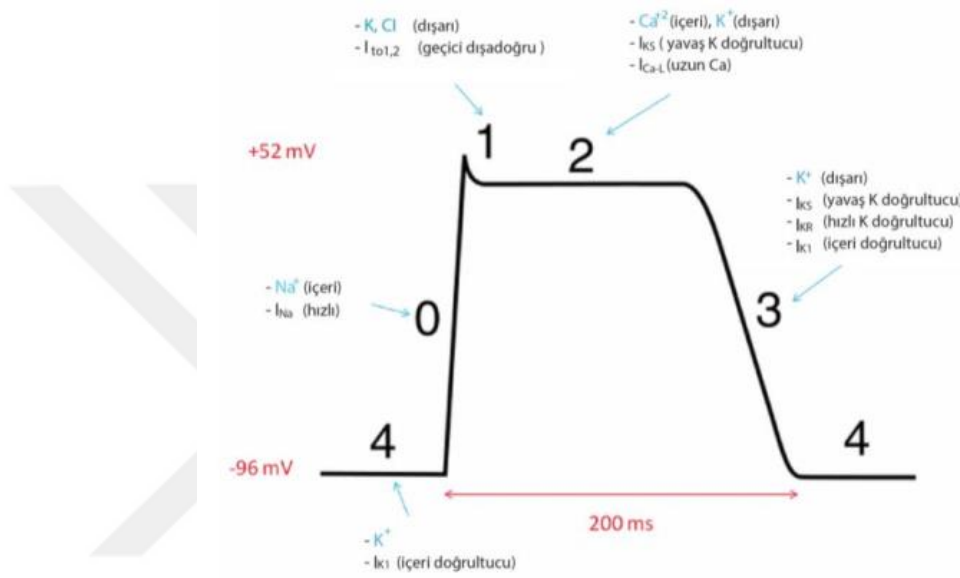 - K, Cl (dışarı)
- Ito1,2 (geçici dışadoğru )
- Ca+2 (içeri), K+ (dışarı)
- IKS ( yavaş K doğrultucu)
- ICa-L (uzun Ca)
+52 mV
1
2
- K+ (dışarı)
- IKS (yavaş K doğrultucu)
- IKR (hızlı K doğrultucu)
- IK1 (içeri doğrultucu)
- Na+ (içeri)
- INa (hızlı)
0
3
4
4
-96 mV
200 ms
- K+
- IK1 (içeri doğrultucu)